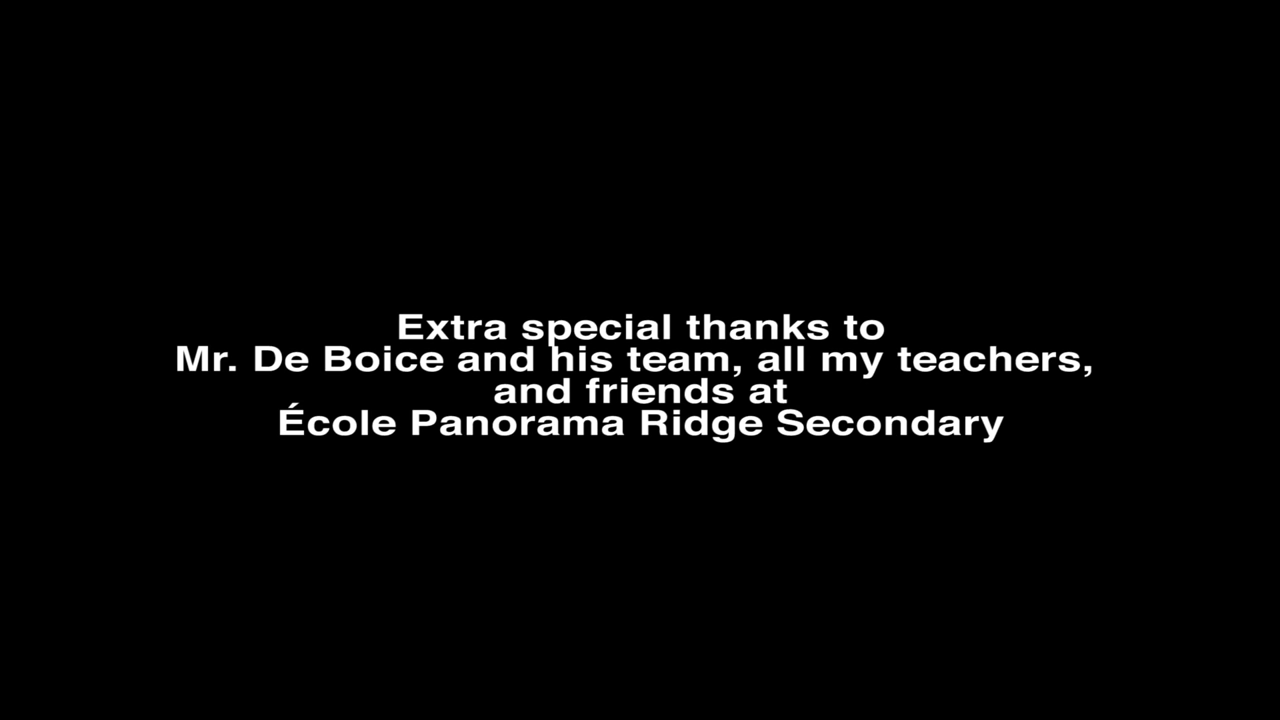 Extra special thanks to
Mr. De Boice and his team, all my teachers,
and friends at
École Panorama Ridge Secondary